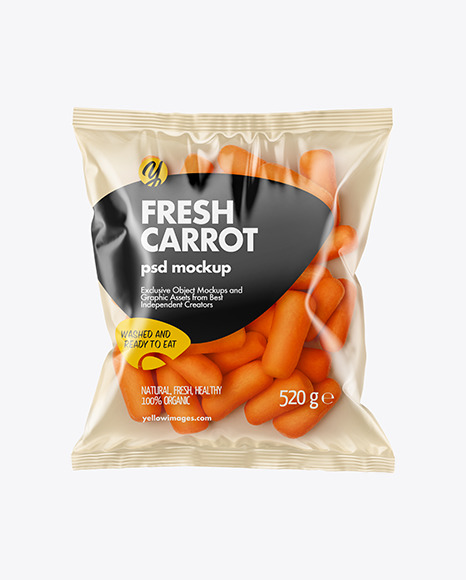 Y
FRESH
CARROT
psd mockup
Exclusive Object Mockups and
Graphic Assets from Best
Independent Creators
WASHED AND
READY TO EAT
NATURAL, FRESH, HEALTHY
100% ORGANIC
yellowimages.com
520 g ℮